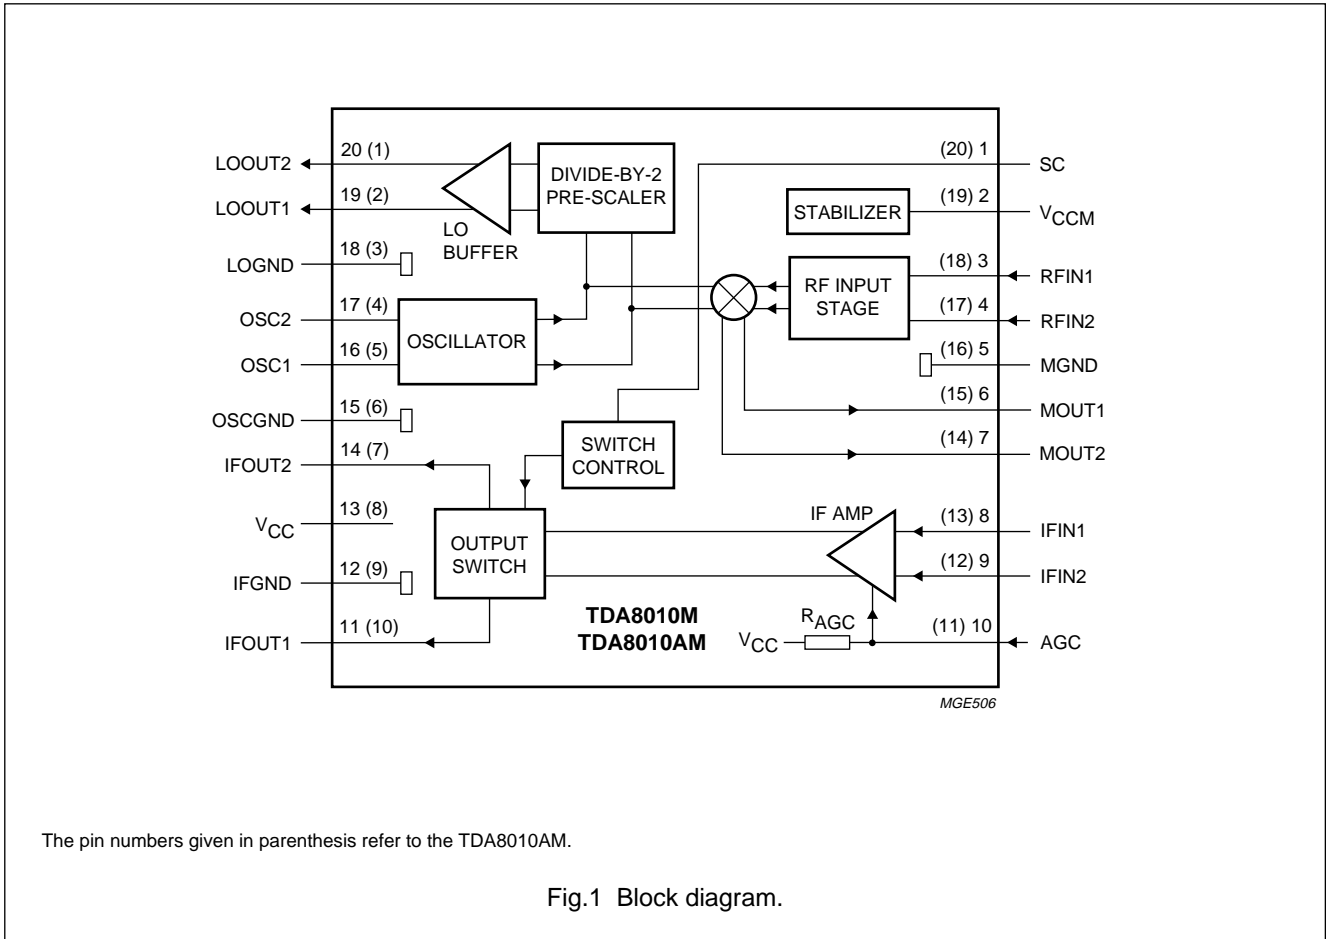 LOOUT2
20 (1)
LOOUT1
19 (2)
LO
BUFFER
DIVIDE-BY-2
PRE-SCALER
LOGND
18 (3)
OSC2
17 (4)
OSC1
16 (5)
OSCILLATOR
OSCGND
15 (6)
IFOUT2
14 (7)
VCC
13 (8)
IFGND
12 (9)
IFOUT1
11 (10)
OUTPUT
SWITCH
SWITCH
CONTROL
(20) 1
SC
STABILIZER
(19) 2
VCCM
RF INPUT
STAGE
(18) 3
RFIN1
(17) 4
RFIN2
(16) 5
MGND
(15) 6
MOUT1
(14) 7
MOUT2
IF AMP
(13) 8
IFIN1
(12) 9
IFIN2
RAGC
VCC
(11) 10
AGC
TDA8010M
TDA8010AM
MGE506
The pin numbers given in parenthesis refer to the TDA8010AM.
Fig.1 Block diagram.